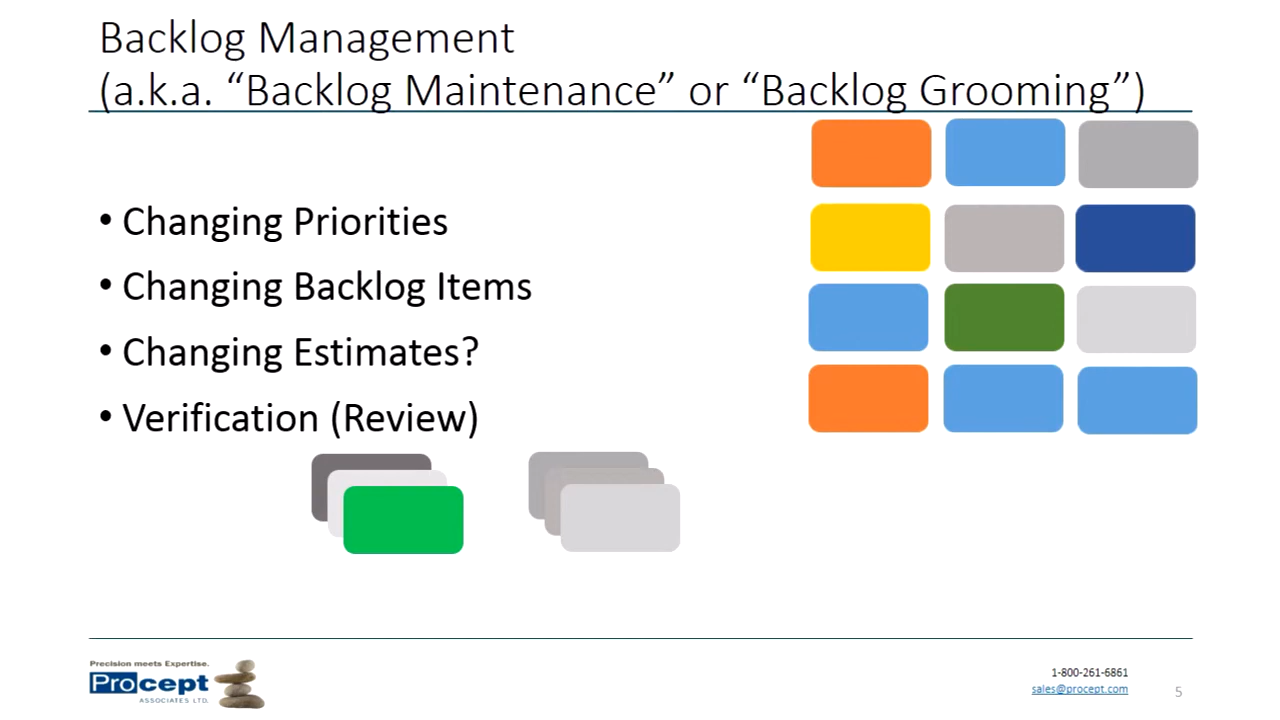 Backlog Management
(a.k.a. “Backlog Maintenance” or “Backlog Grooming”)
• Changing Priorities
• Changing Backlog Items
• Changing Estimates?
• Verification (Review)
Precision meets Expertise.
Procept
ASSOCIATES LTD.
1-800-261-6861
sales@procept.com
5